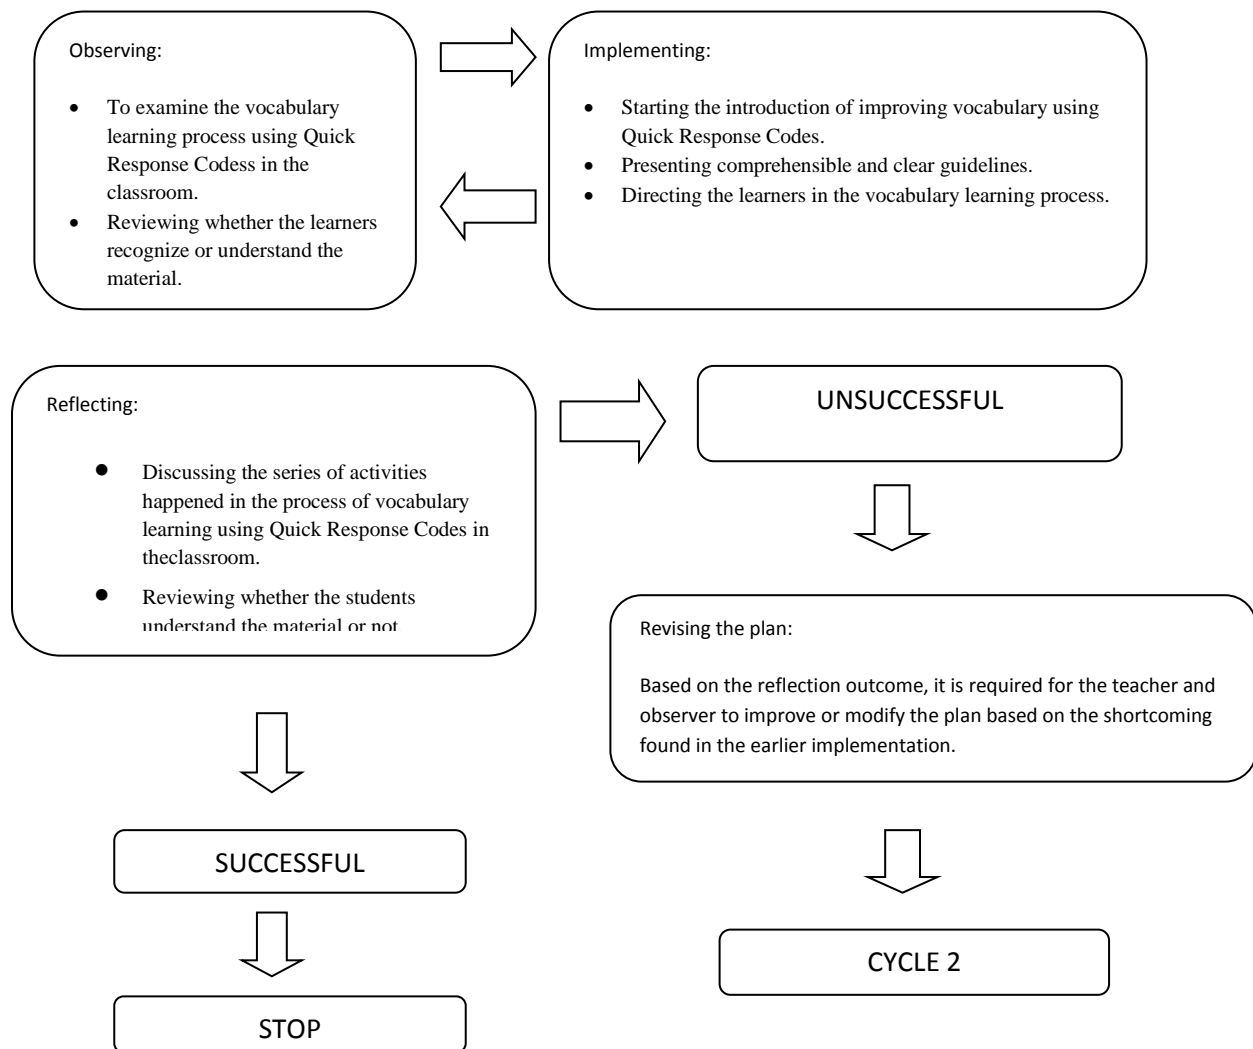 Observing:
• To examine the vocabulary
learning process using Quick
Response Codess in the
classroom.
• Reviewing whether the learners
recognize or understand the
material.
Implementing:
• Starting the introduction of improving vocabulary using
Quick Response Codes.
• Presenting comprehensible and clear guidelines.
• Directing the learners in the vocabulary learning process.
Reflecting:
• Discussing the series of activities
happened in the process of vocabulary
learning using Quick Response Codes in
theclassroom.
• Reviewing whether the students
understand the material or not
UNSUCCESSFUL
Revising the plan:
Based on the reflection outcome, it is required for the teacher and
observer to improve or modify the plan based on the shortcoming
found in the earlier implementation.
SUCCESSFUL
CYCLE 2
STOP